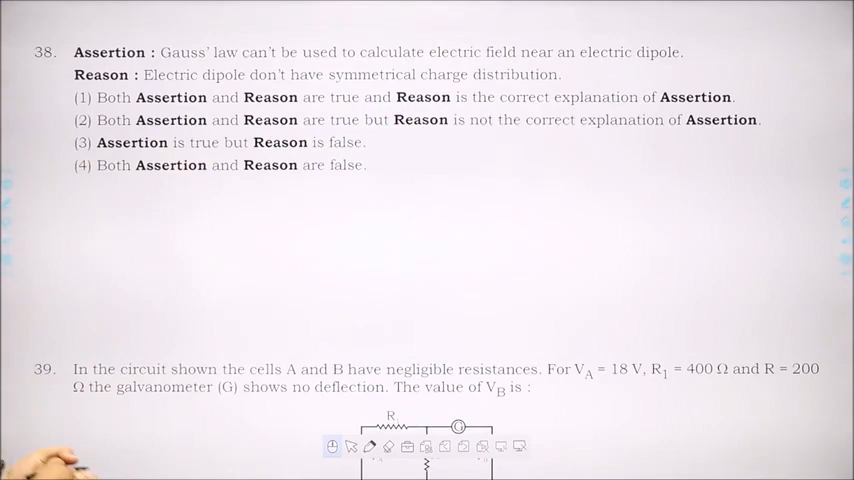 38. Assertion : Gauss' law can't be used to calculate electric field near an electric dipole.
Reason : Electric dipole don't have symmetrical charge distribution.
(1) Both Assertion and Reason are true and Reason is the correct explanation of Assertion.
(2) Both Assertion and Reason are true but Reason is not the correct explanation of Assertion.
(3) Assertion is true but Reason is false.
(4) Both Assertion and Reason are false.
39. In the circuit shown the cells A and B have negligible resistances. For V_A = 18 V, R_1 = 400 Ω and R = 200
Ω the galvanometer (G) shows no deflection. The value of V_B is :
R
G